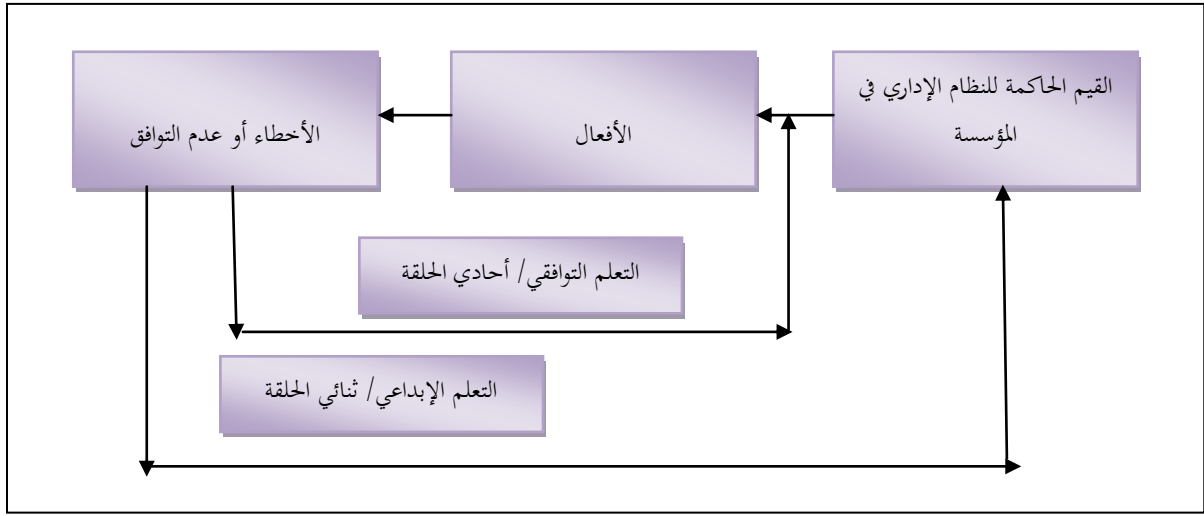 القيم الحاكمة للنظام الإداري في
المؤسسة
الأفعال
الأخطاء أو عدم التوافق
التعلم التوافقي/ أحادي الحلقة
التعلم الإبداعي/ ثنائي الحلقة